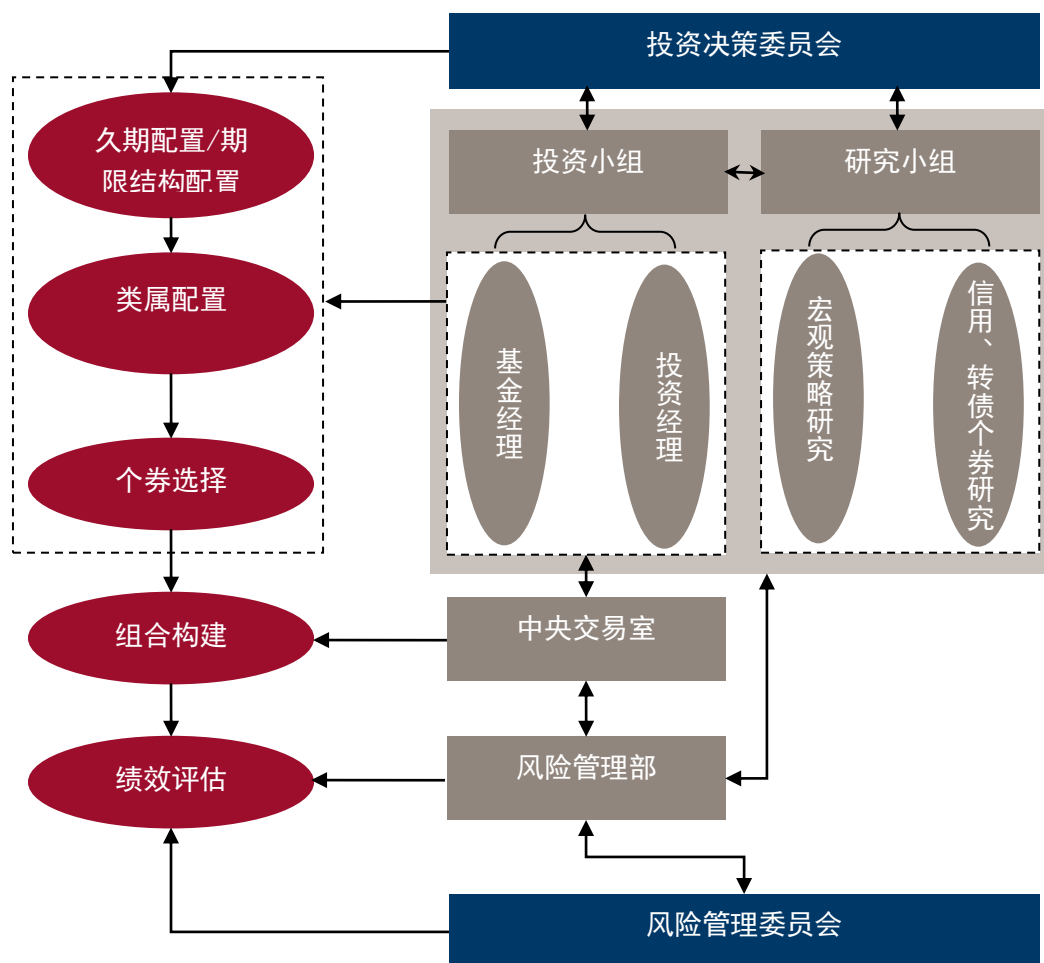 投资决策委员会
久期配置/期
限结构配置
投资小组
研究小组
类属配置
基金经理
投资经理
宏观策略研究
信用、转债个券研究
个券选择
组合构建
中央交易室
绩效评估
风险管理部
风险管理委员会